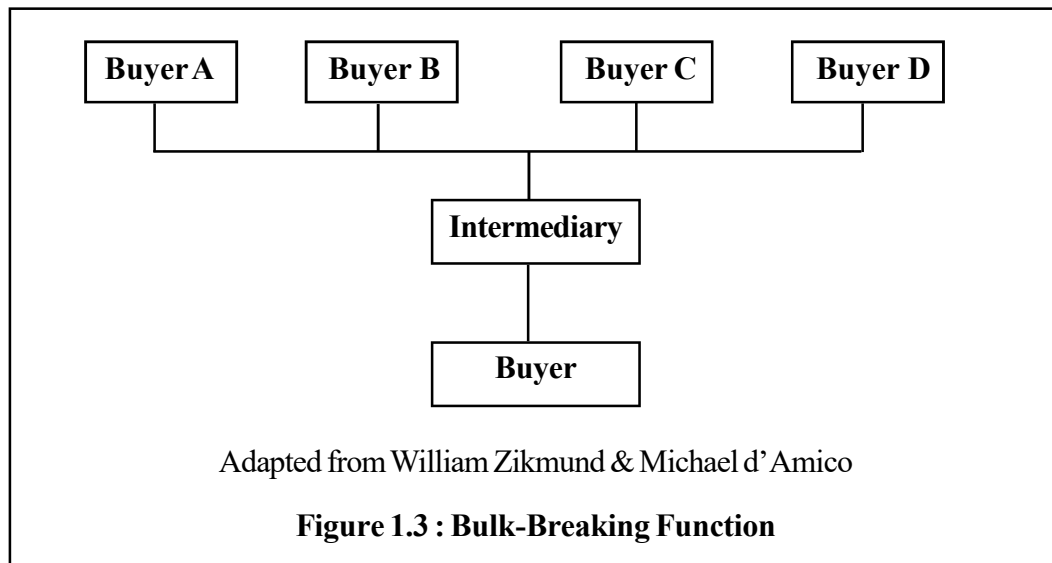 Buyer A Buyer B Buyer C Buyer D
Intermediary
Buyer
Adapted from William Zikmund & Michael d' Amico
Figure 1.3 : Bulk-Breaking Function